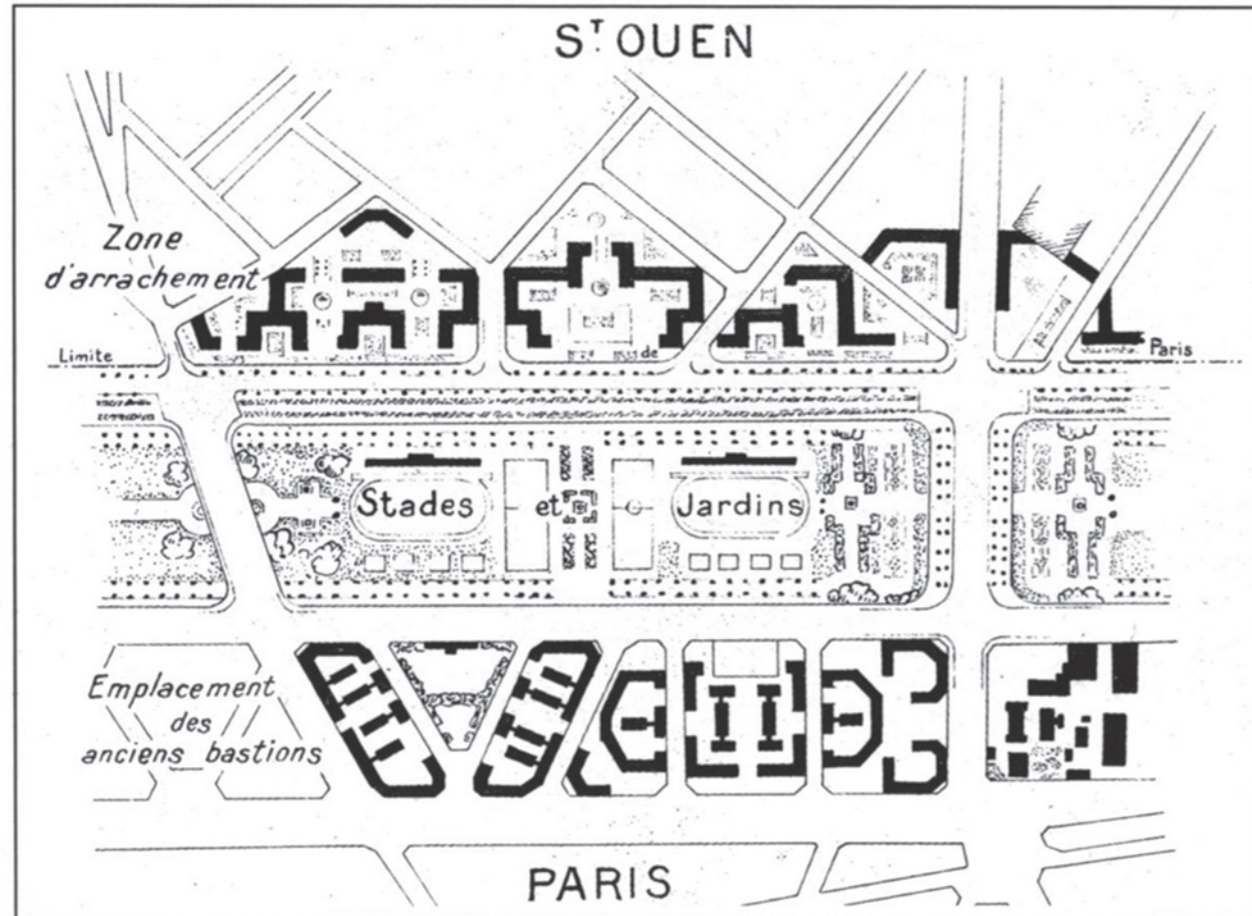 Sᵀ OUEN
Zone
d'arrachement
Limite de Paris
Stades et Jardins
Emplacement
des
anciens bastions
PARIS